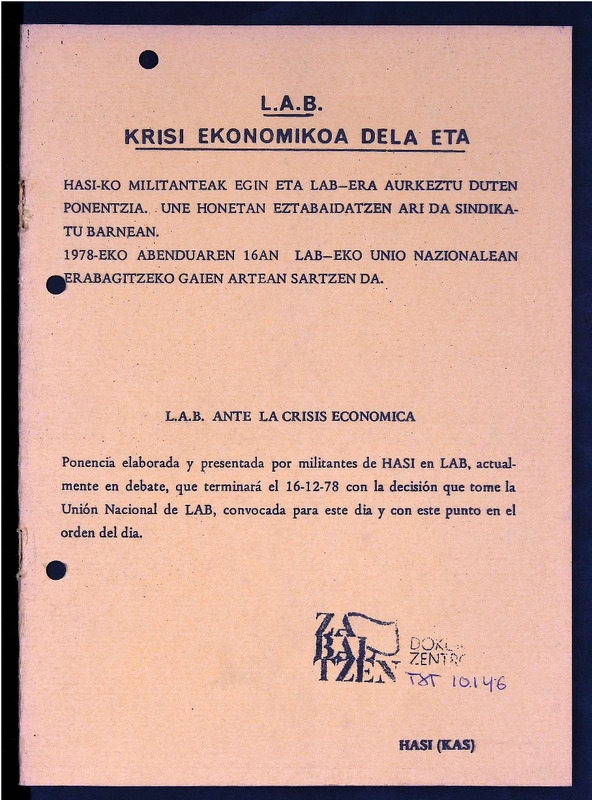 L.A.B.
KRISI EKONOMIKOA DELA ETA
HASI-KO MILITANTEAK EGIN ETA LAB-ERA AURKEZTU DUTEN
PONENTZIA. UNE HONETAN EZTABAIDATZEN ARI DA SINDIKA-
TU BARNEAN.
1978-EKO ABENDUAREN 16AN LAB-EKO UNIO NAZIONALEAN
ERABAGITZEKO GAIEN ARTEAN SARTZEN DA.
L.A.B. ANTE LA CRISIS ECONOMICA
Ponencia elaborada y presentada por militantes de HASI en LAB, actual-
mente en debate, que terminará el 16-12-78 con la decisión que tome la
Unión Nacional de LAB, convocada para este dia y con este punto en el
orden del dia.
ZA
BAL
TZEN
ZENTRO
TXT 10.146
HASI (KAS)